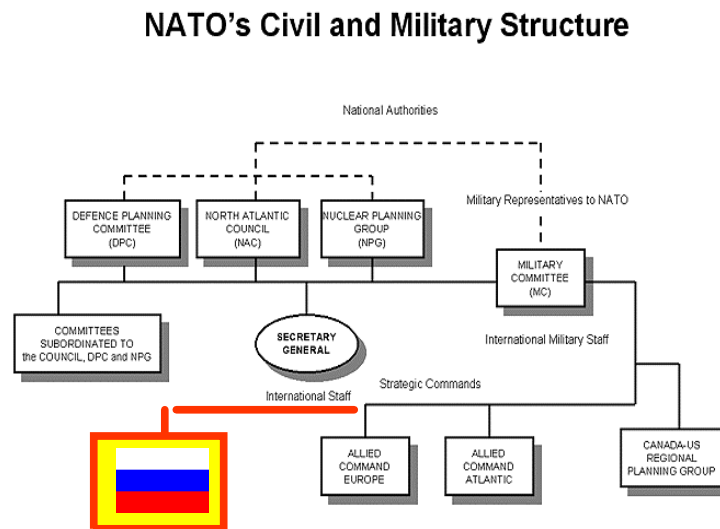 NATO's Civil and Military Structure
National Authorities
DEFENCE PLANNING
COMMITTEE
(DPC)
NORTH ATLANTIC
COUNCIL
(NAC)
NUCLEAR PLANNING
GROUP
(NPG)
Military Representatives to NATO
MILITARY
COMMITTEE
(MC)
COMMITTEES
SUBORDINATED TO
the COUNCIL, DPC and NPG
SECRETARY
GENERAL
International Military Staff
International Staff
Strategic Commands
ALLIED
COMMAND
EUROPE
ALLIED
COMMAND
ATLANTIC
CANADA-US
REGIONAL
PLANNING GROUP